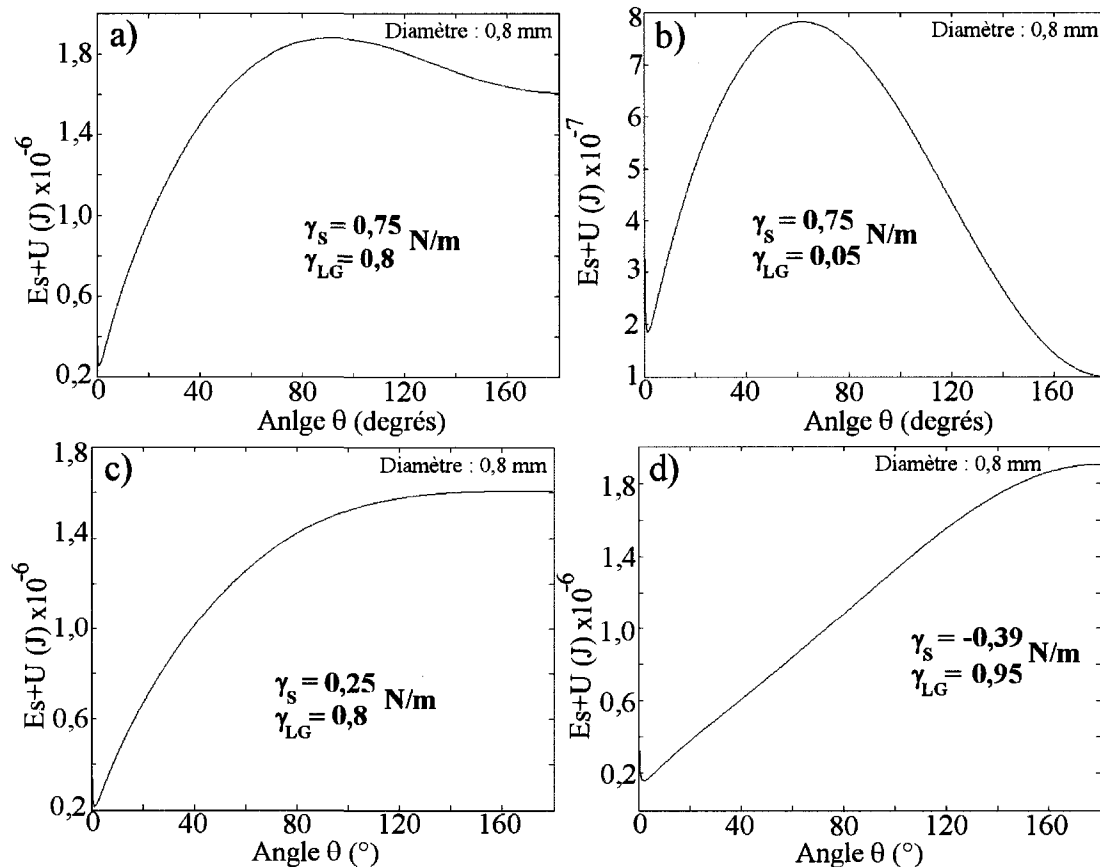 a)
Diamètre : 0,8 mm
Es+U (J) x10-6
1,8
1,4
1,0
0,6
0,2
γS = 0,75
γLG= 0,8
N/m
0
40
80
120
160
Anlge θ (degrés)
b)
Diamètre : 0,8 mm
Es+U (J) x10-7
8
7
6
5
4
3
2
1
γS = 0,75
γLG= 0,05
N/m
0
40
80
120
160
Anlge θ (degrés)
c)
Diamètre : 0,8 mm
Es+U (J) x10-6
1,8
1,4
1,0
0,6
0,2
γS = 0,25
γLG= 0,8
N/m
0
40
80
120
160
Angle θ (°)
d)
Diamètre : 0,8 mm
Es+U (J) x10-6
1,8
1,4
1,0
0,6
0,2
γS = -0,39
γLG= 0,95
N/m
0
40
80
120
160
Angle θ (°)